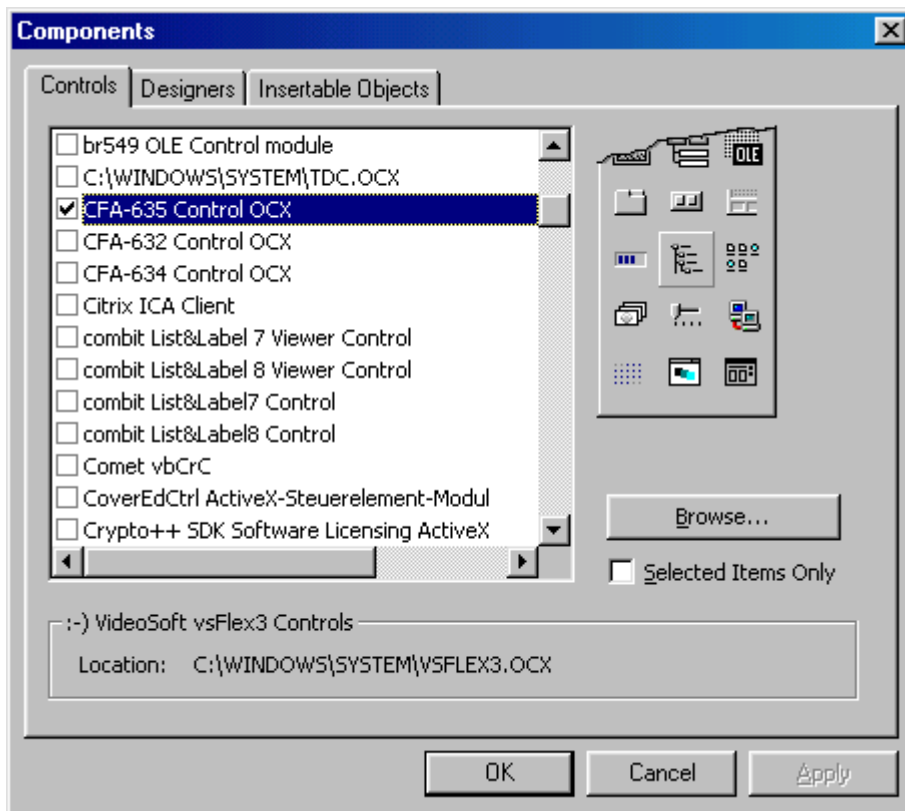 Components
Controls Designers Insertable Objects
br549 OLE Control module
C:\WINDOWS\SYSTEM\TDC.OCX
CFA-635 Control OCX
CFA-632 Control OCX
CFA-634 Control OCX
Citrix ICA Client
combit List&Label 7 Viewer Control
combit List&Label 8 Viewer Control
combit List&Label7 Control
combit List&Label8 Control
Comet vbCrC
CoverEdCtrl ActiveX-Steuerelement-Modul
Crypto++ SDK Software Licensing ActiveX
OLE
Browse...
Selected Items Only
:-) VideoSoft vsFlex3 Controls
Location: C:\WINDOWS\SYSTEM\VSFLEX3.OCX
OK Cancel Apply